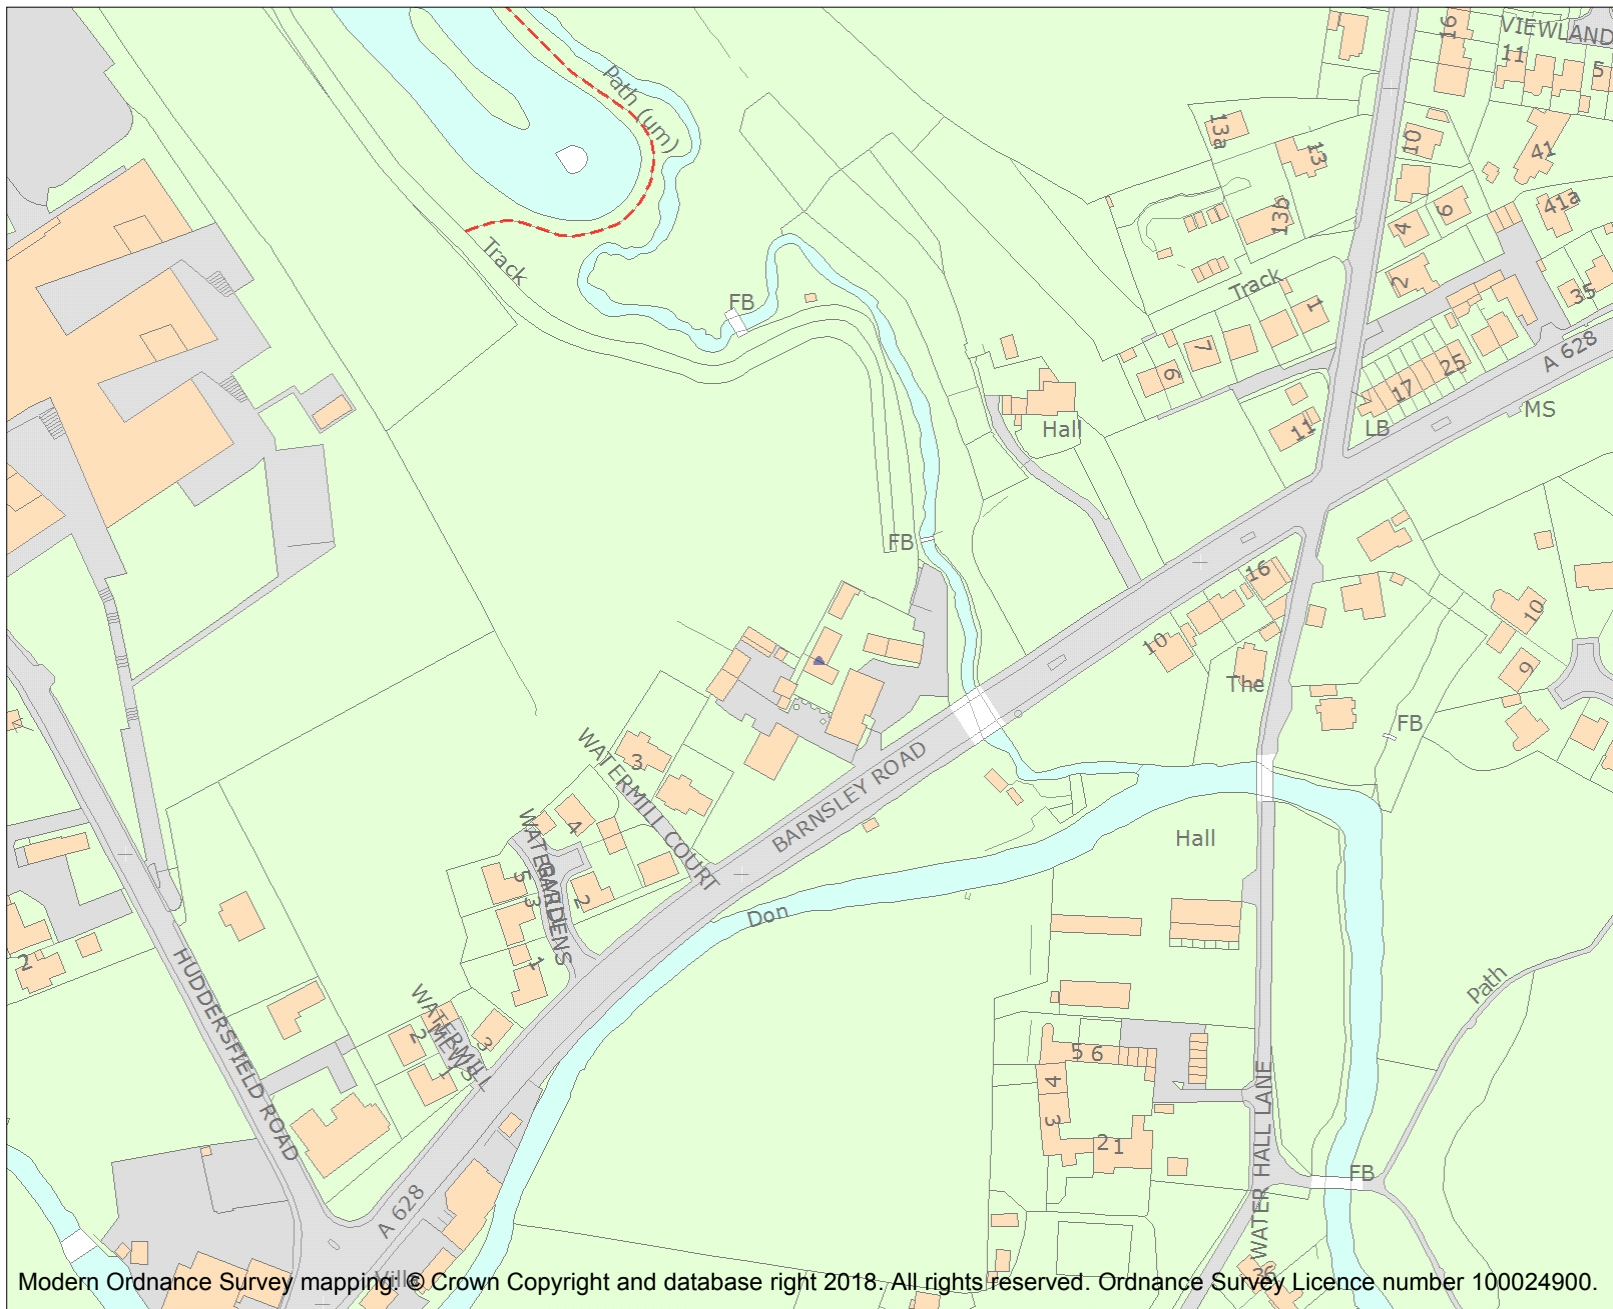 16
VIEWLAND
11
5
Path (um)
13a
13
10
41
13b
6
4
41a
Track
2
Track
35
FB
1
7
6
A 628
25
17
MS
Hall
11
LB
FB
16
10
10
The
9
FB
WATERMILL COURT
3
BARNSLEY ROAD
4
WATERMILL
GARDENS
5
3
2
1
Hall
Don
HUDDERSFIELD ROAD
2
WATERMILL
MEWS
2
3
1
Path
5
6
4
3
2
1
WATER HALL LANE
FB
A 628
Villa
36
Modern Ordnance Survey mapping: © Crown Copyright and database right 2018. All rights reserved. Ordnance Survey Licence number 100024900.